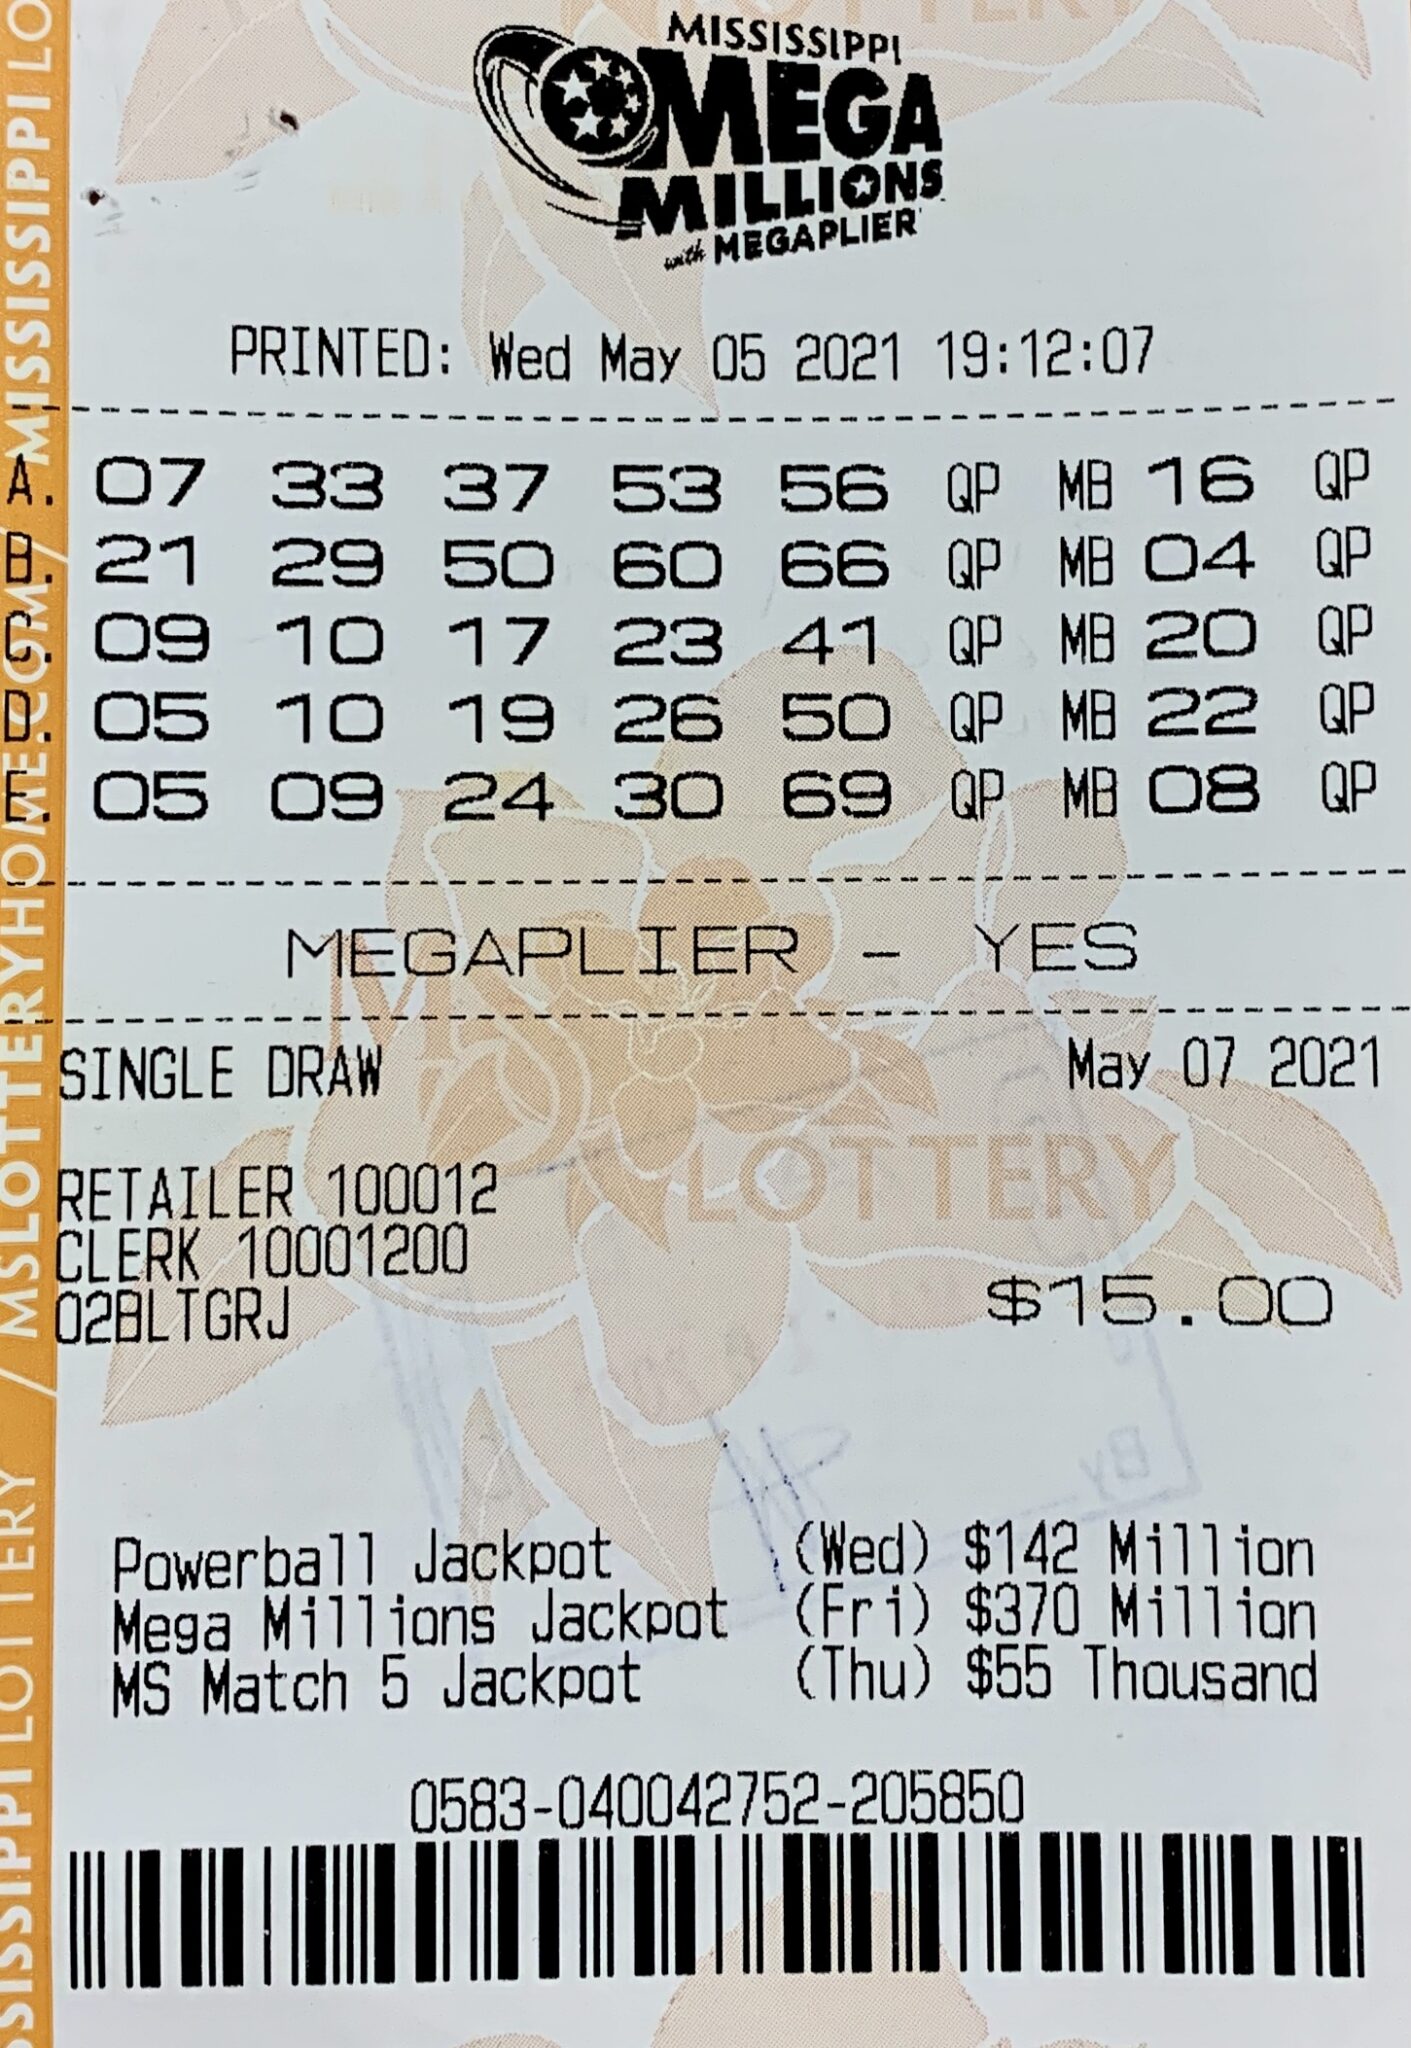 MISSISSIPPI
MEGA
MILLIONS
with MEGAPLIER
PRINTED: Wed May 05 2021 19:12:07
A. 07 33 37 53 56 QP MB 16 QP
B. 21 29 50 60 66 QP MB 04 QP
C. 09 10 17 23 41 QP MB 20 QP
D. 05 10 19 26 50 QP MB 22 QP
E. 05 09 24 30 69 QP MB 08 QP
MEGAPLIER - YES
SINGLE DRAW May 07 2021
RETAILER 100012
CLERK 10001200
02BLTGRJ $15.00
Powerball Jackpot (Wed) $142 Million
Mega Millions Jackpot (Fri) $370 Million
MS Match 5 Jackpot (Thu) $55 Thousand
0583-040042752-205850
MS LOTTERY
LOTTERY
MISSISSIPPI LOTTERY / MSLOTTERYHOME.COM / MISSISSIPPI LO
By